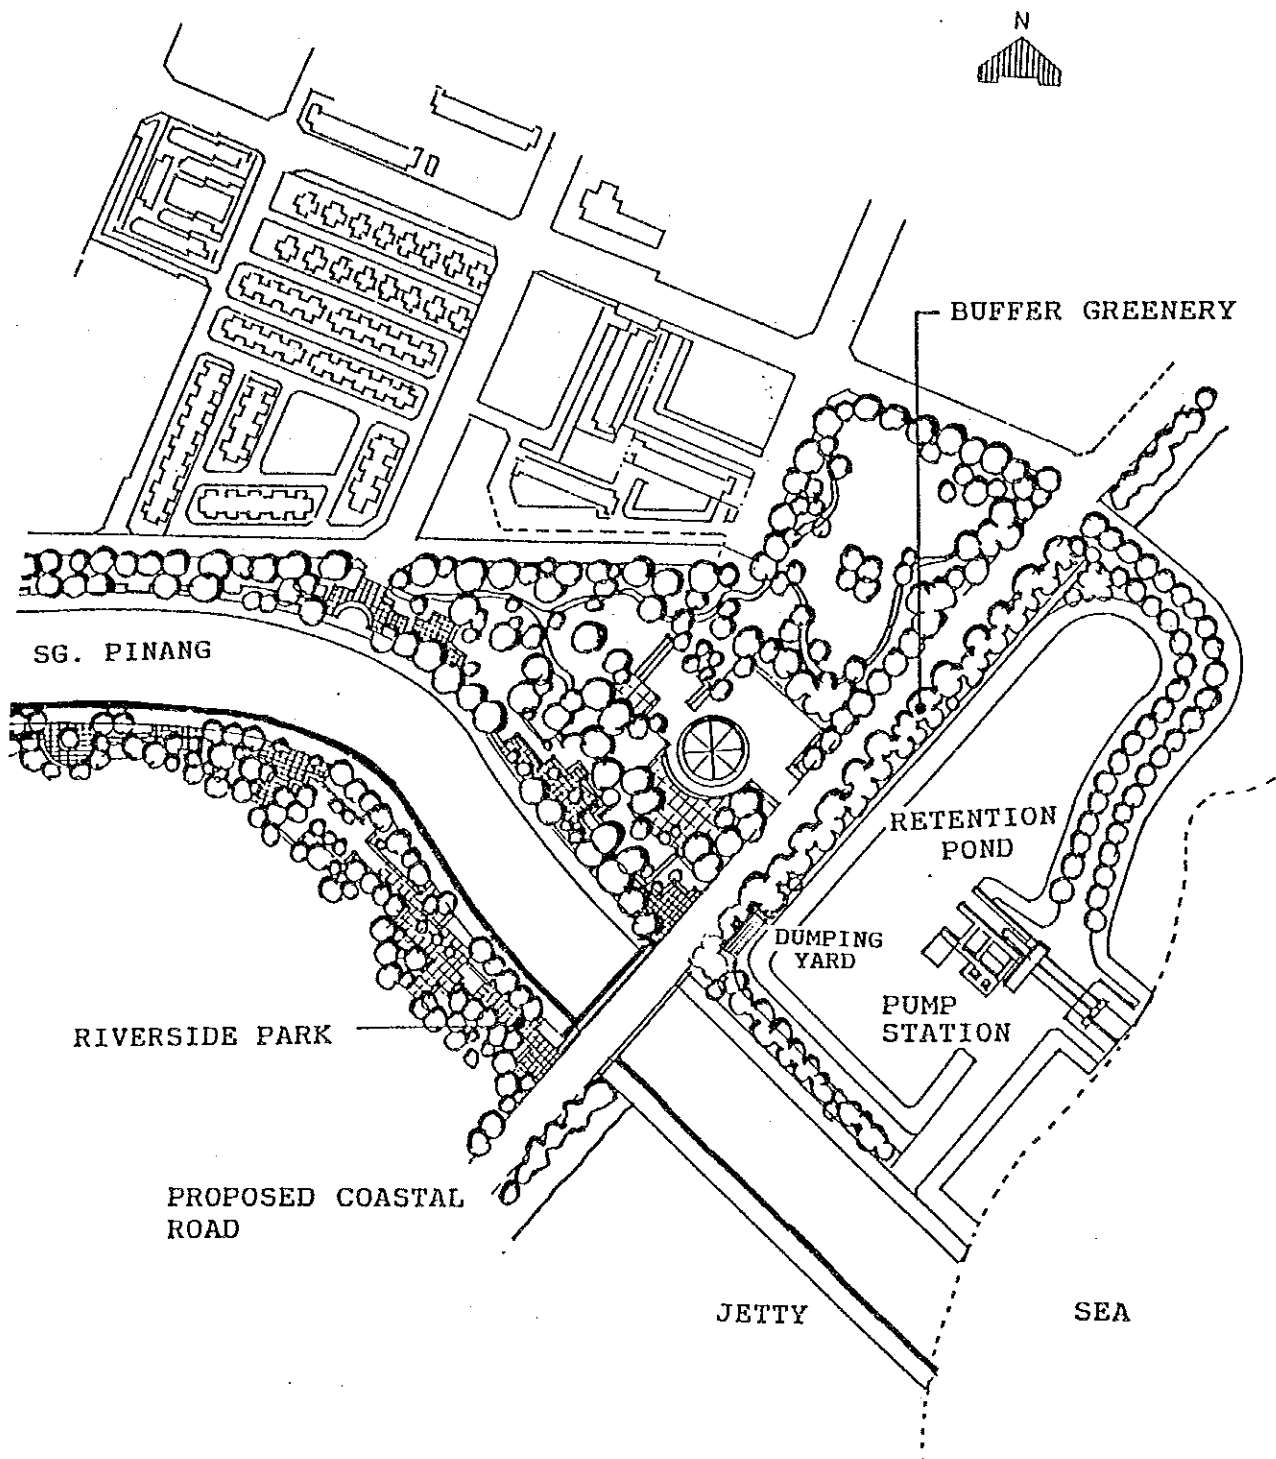 N
BUFFER GREENERY
SG. PINANG
RETENTION
POND
DUMPING
YARD
PUMP
STATION
RIVERSIDE PARK
PROPOSED COASTAL
ROAD
JETTY
SEA